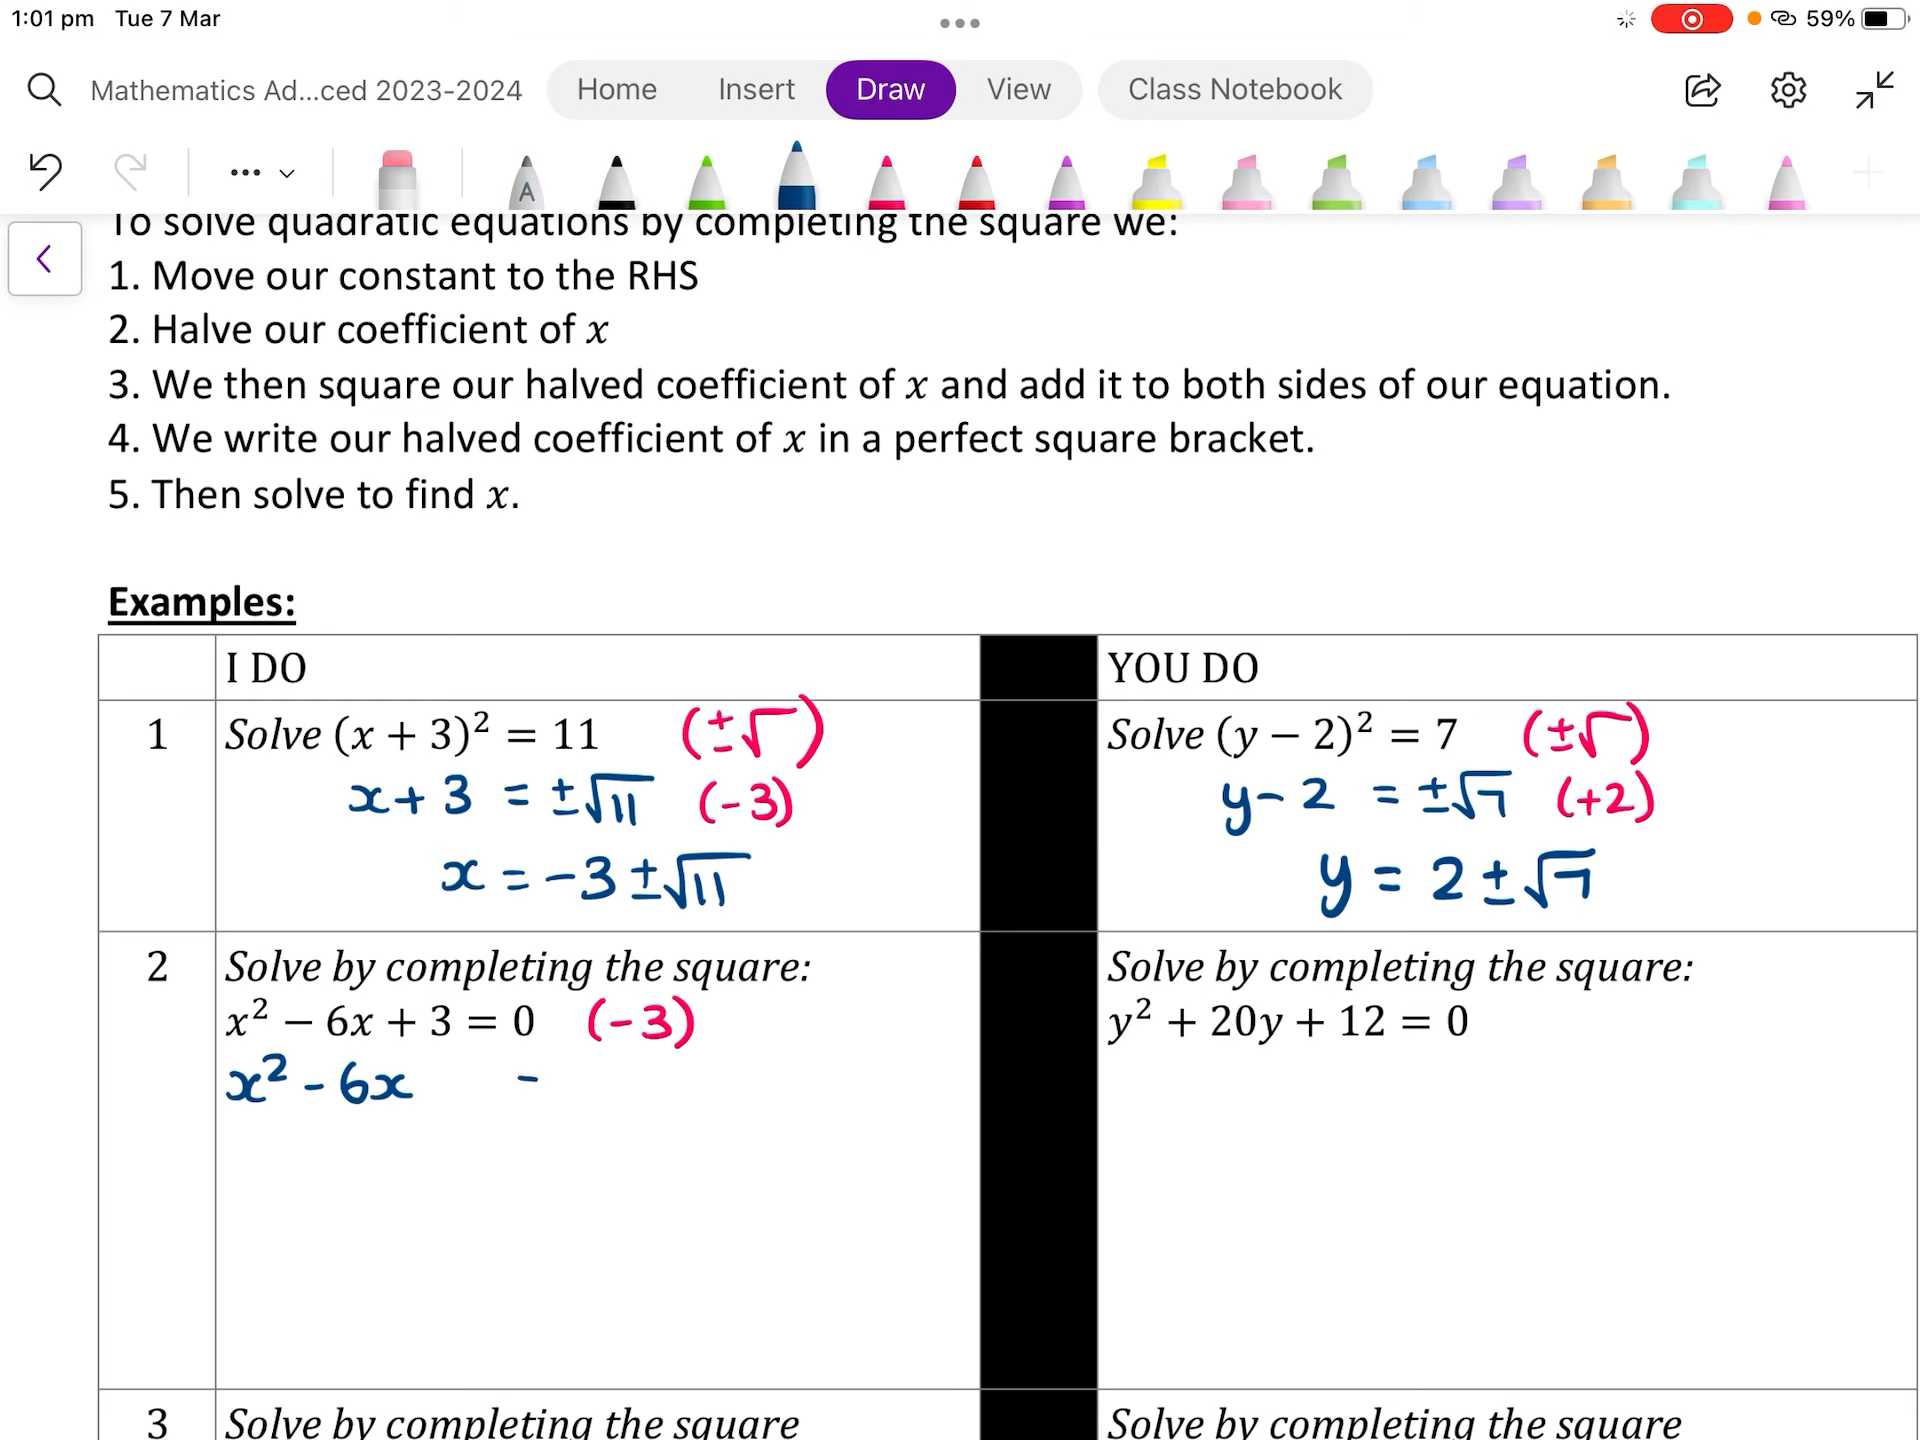 1:01 pm Tue 7 Mar
59%
Mathematics Ad...ced 2023-2024 Home Insert Draw View Class Notebook
A
To solve quadratic equations by completing the square we:
1. Move our constant to the RHS
2. Halve our coefficient of x
3. We then square our halved coefficient of x and add it to both sides of our equation.
4. We write our halved coefficient of x in a perfect square bracket.
5. Then solve to find x.
Examples:
I DO
YOU DO
1
Solve (x + 3)² = 11 (±√)
x + 3 = ±√11 (-3)
x = -3 ± √11
Solve (y − 2)² = 7 (±√)
y - 2 = ±√7 (+2)
y = 2 ± √7
2
Solve by completing the square:
x² − 6x + 3 = 0 (-3)
x² - 6x -
Solve by completing the square:
y² + 20y + 12 = 0
3
Solve by completing the square
Solve by completing the square